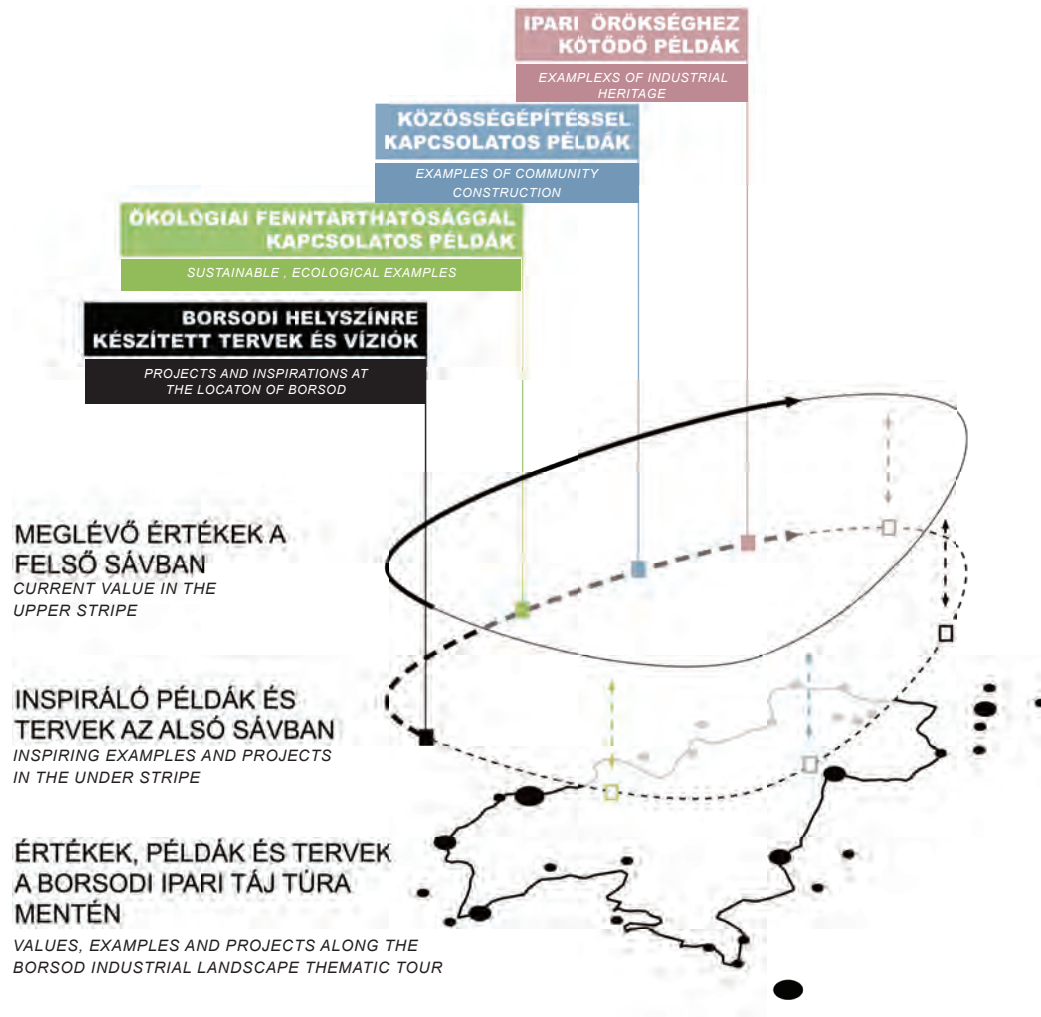 IPARI ÖRÖKSÉGHEZ
KÖTŐDŐ PÉLDÁK
EXAMPLEXS OF INDUSTRIAL
HERITAGE
KÖZÖSSÉGÉPÍTÉSSEL
KAPCSOLATOS PÉLDÁK
EXAMPLES OF COMMUNITY
CONSTRUCTION
ÖKOLÓGIAI FENNTARTHATÓSÁGGAL
KAPCSOLATOS PÉLDÁK
SUSTAINABLE , ECOLOGICAL EXAMPLES
BORSODI HELYSZÍNRE
KÉSZÍTETT TERVEK ÉS VÍZIÓK
PROJECTS AND INSPIRATIONS AT
THE LOCATON OF BORSOD
MEGLÉVŐ ÉRTÉKEK A
FELSŐ SÁVBAN
CURRENT VALUE IN THE
UPPER STRIPE
INSPIRÁLÓ PÉLDÁK ÉS
TERVEK AZ ALSÓ SÁVBAN
INSPIRING EXAMPLES AND PROJECTS
IN THE UNDER STRIPE
ÉRTÉKEK, PÉLDÁK ÉS TERVEK
A BORSODI IPARI TÁJ TÚRA
MENTÉN
VALUES, EXAMPLES AND PROJECTS ALONG THE
BORSOD INDUSTRIAL LANDSCAPE THEMATIC TOUR